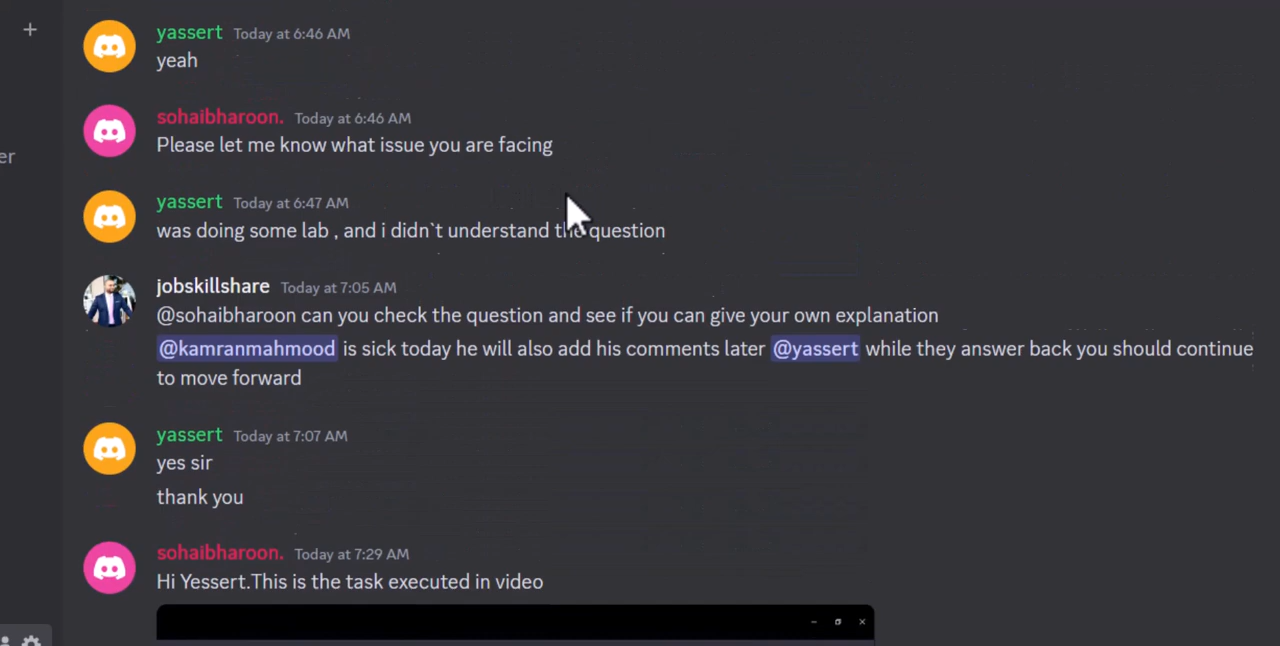 yassert Today at 6:46 AM
yeah
sohaibharoon. Today at 6:46 AM
Please let me know what issue you are facing
er
yassert Today at 6:47 AM
was doing some lab , and i didn`t understand the question
jobskillshare Today at 7:05 AM
@sohaibharoon can you check the question and see if you can give your own explanation
@kamranmahmood is sick today he will also add his comments later @yassert while they answer back you should continue
to move forward
yassert Today at 7:07 AM
yes sir
thank you
sohaibharoon. Today at 7:29 AM
Hi Yessert.This is the task executed in video